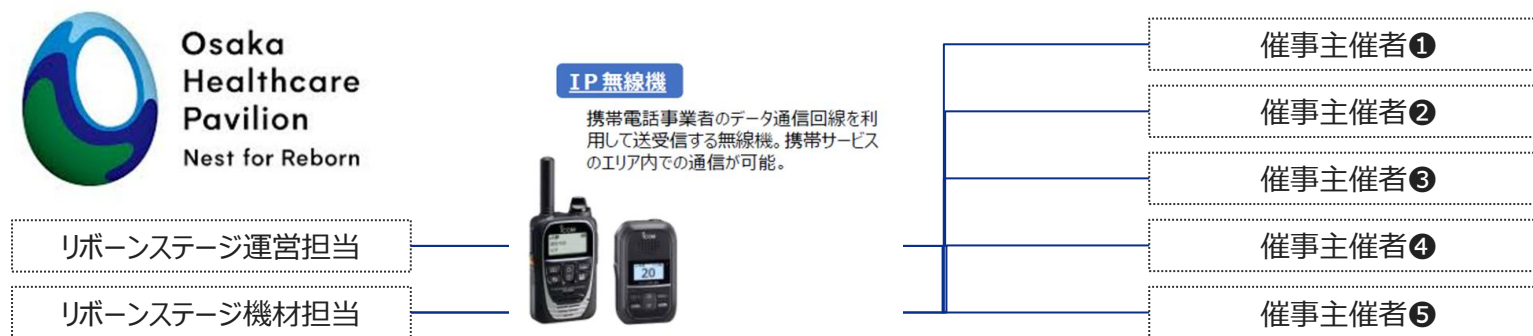 Osaka
Healthcare
Pavilion
Nest for Reborn
IP無線機
携帯電話事業者のデータ通信回線を利
用して送受信する無線機。携帯サービス
のエリア内での通信が可能。
リボーンステージ運営担当
リボーンステージ機材担当
ICOM
ICOM
20
催事主催者❶
催事主催者❷
催事主催者❸
催事主催者❹
催事主催者❺